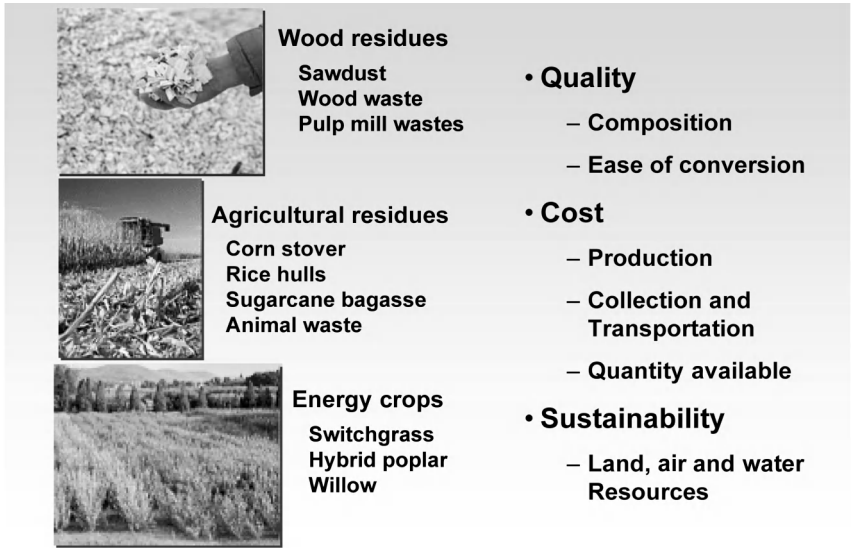 Wood residues
Sawdust
Wood waste
Pulp mill wastes
Agricultural residues
Corn stover
Rice hulls
Sugarcane bagasse
Animal waste
Energy crops
Switchgrass
Hybrid poplar
Willow
• Quality
– Composition
– Ease of conversion
• Cost
– Production
– Collection and
Transportation
– Quantity available
• Sustainability
– Land, air and water
Resources